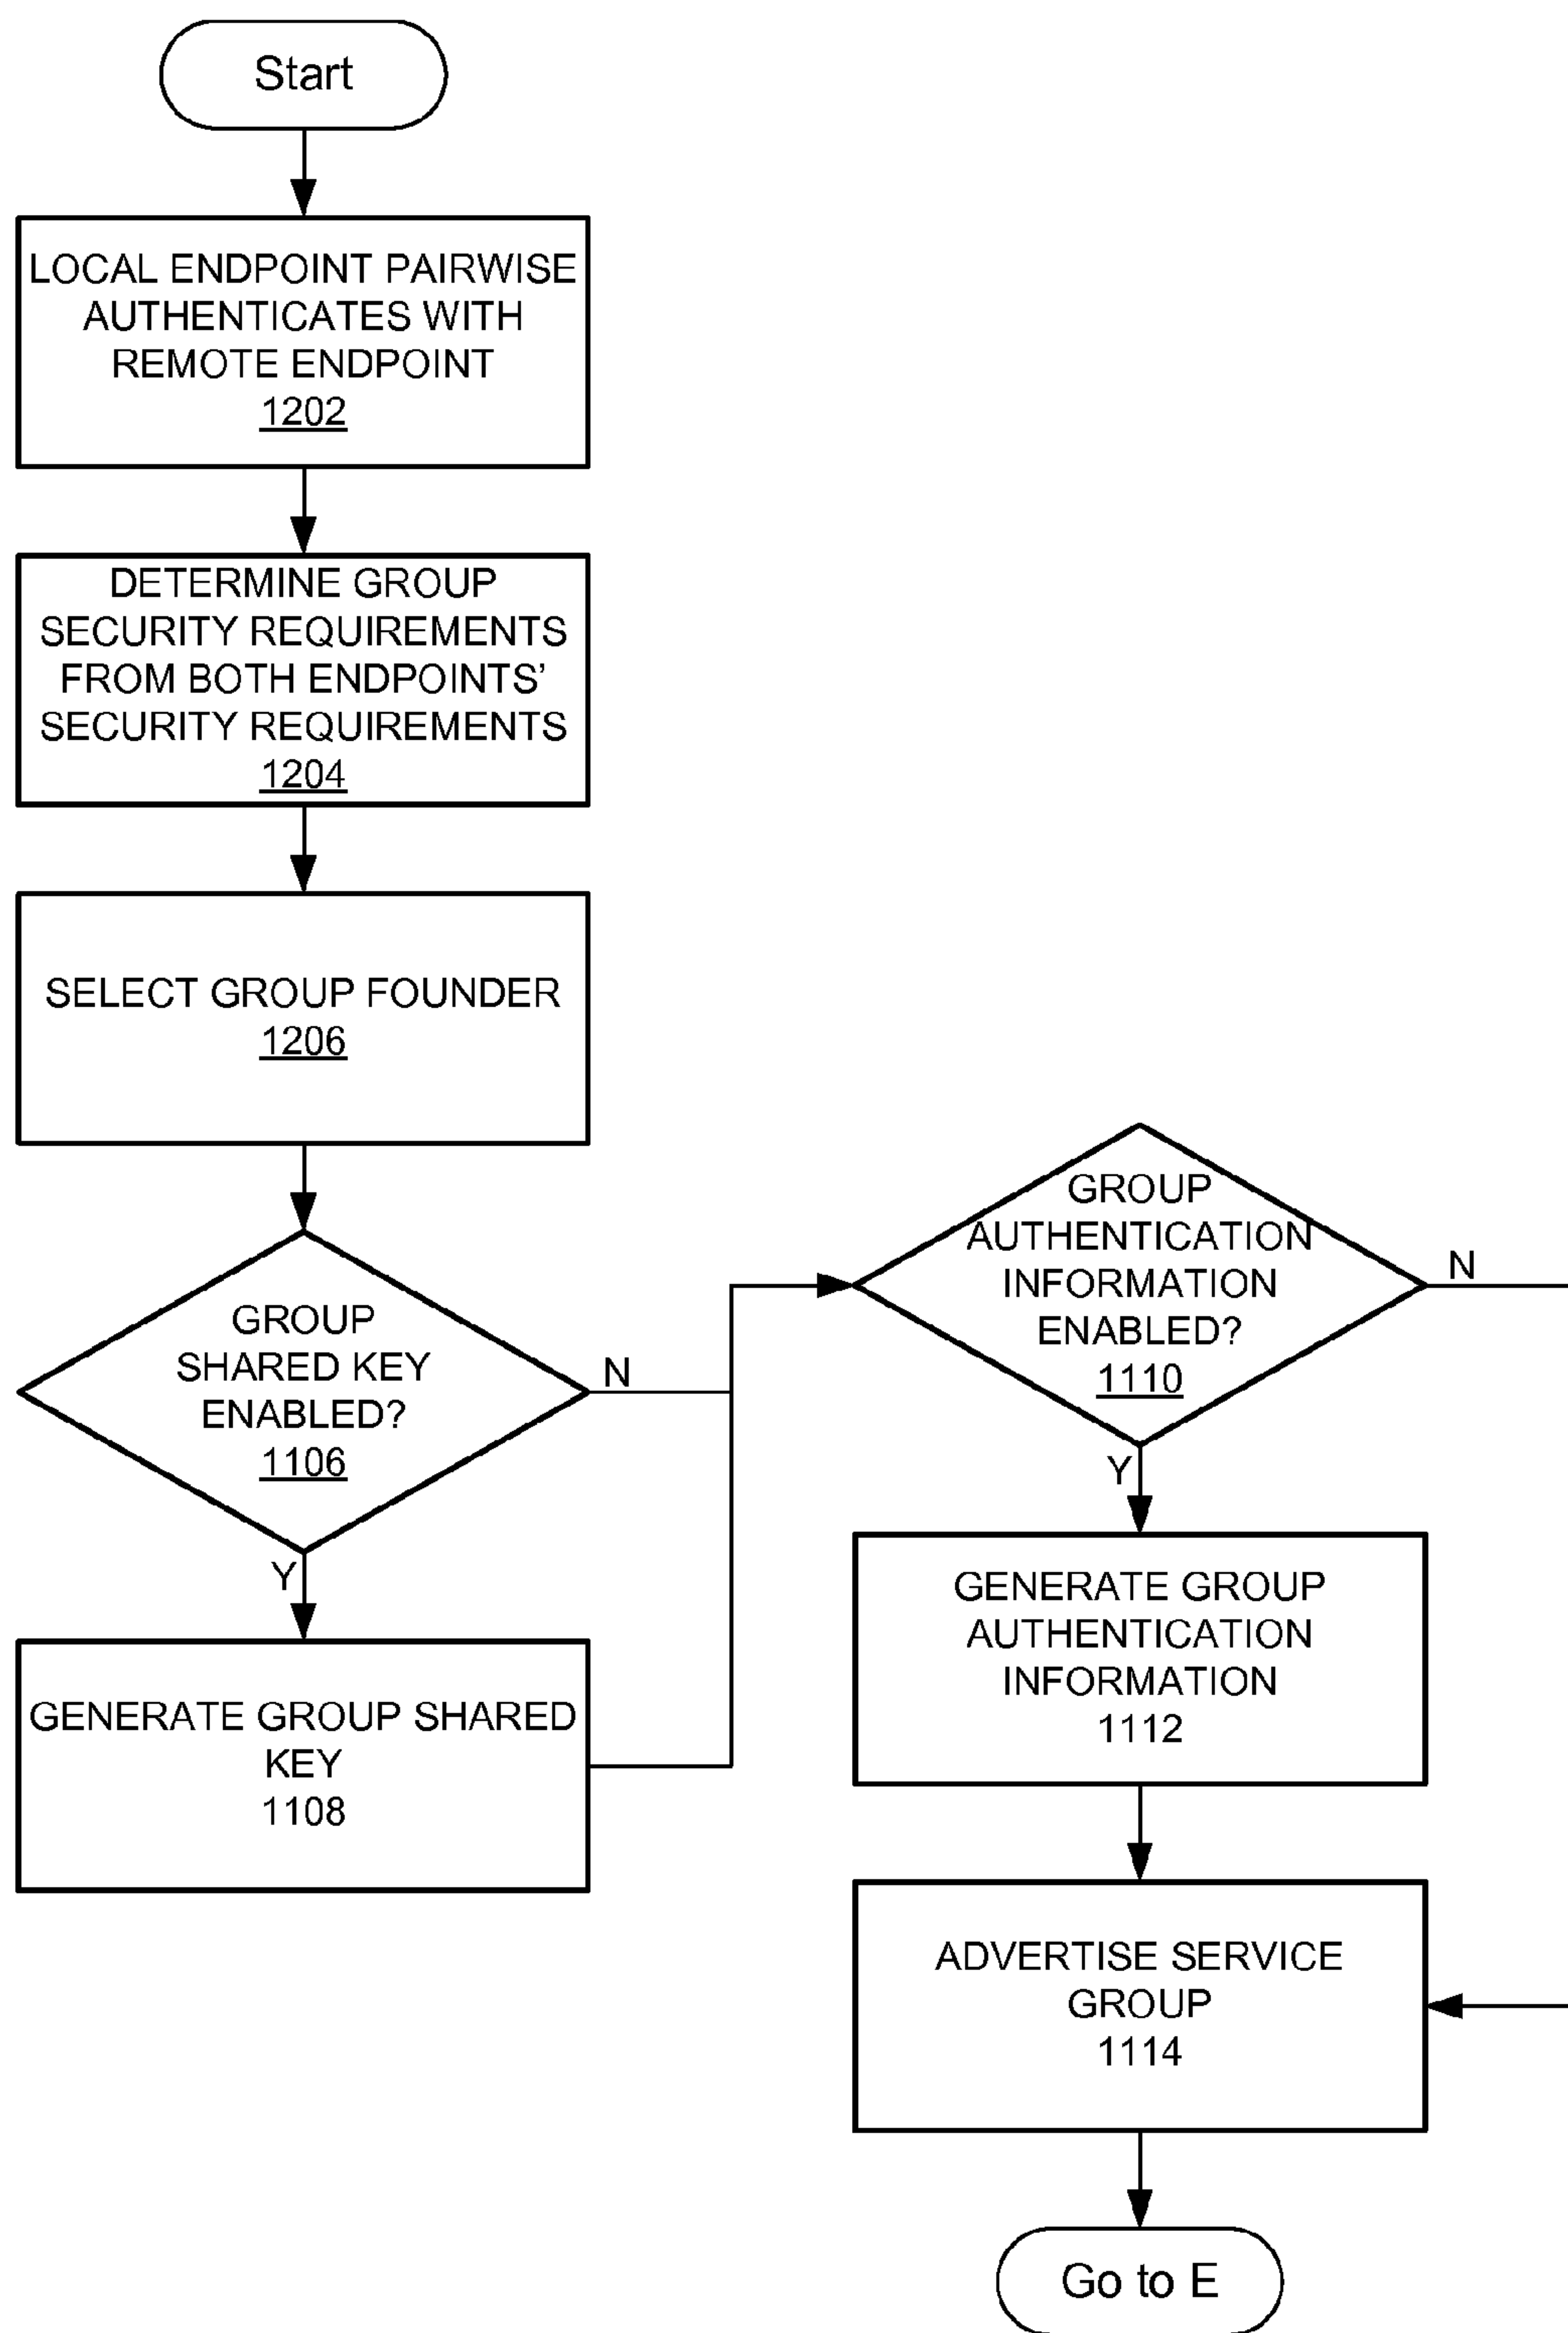 Start
LOCAL ENDPOINT PAIRWISE
AUTHENTICATES WITH
REMOTE ENDPOINT
1202
DETERMINE GROUP
SECURITY REQUIREMENTS
FROM BOTH ENDPOINTS’
SECURITY REQUIREMENTS
1204
SELECT GROUP FOUNDER
1206
GROUP
SHARED KEY
ENABLED?
1106
N
Y
GENERATE GROUP SHARED
KEY
1108
GROUP
AUTHENTICATION
INFORMATION
ENABLED?
1110
N
Y
GENERATE GROUP
AUTHENTICATION
INFORMATION
1112
ADVERTISE SERVICE
GROUP
1114
Go to E